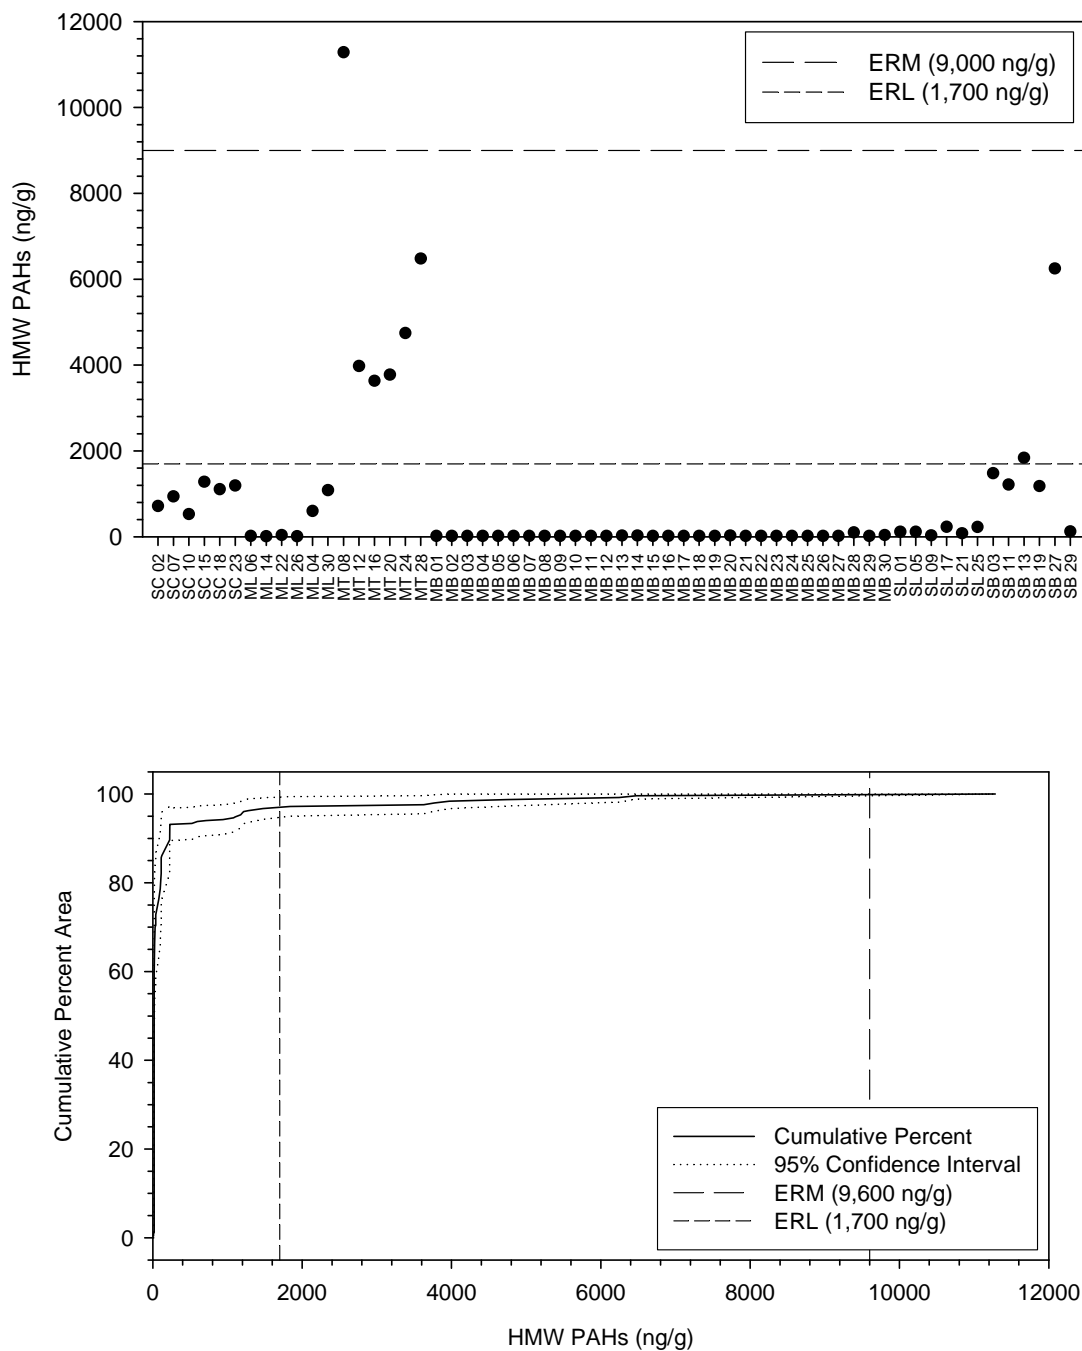 12000
10000
8000
6000
4000
2000
0
HMW PAHs (ng/g)
ERM (9,000 ng/g)
ERL (1,700 ng/g)
SC 02
SC 07
SC 10
SC 15
SC 18
SC 23
ML 06
ML 14
ML 22
ML 26
ML 04
ML 30
MT 08
MT 12
MT 16
MT 20
MT 24
MT 28
MB 01
MB 02
MB 03
MB 04
MB 05
MB 06
MB 07
MB 08
MB 09
MB 10
MB 11
MB 12
MB 13
MB 14
MB 15
MB 16
MB 17
MB 18
MB 19
MB 20
MB 21
MB 22
MB 23
MB 24
MB 25
MB 26
MB 27
MB 28
MB 29
MB 30
SL 01
SL 05
SL 09
SL 17
SL 21
SL 25
SB 03
SB 11
SB 13
SB 19
SB 27
SB 29
100
80
60
40
20
0
Cumulative Percent Area
Cumulative Percent
95% Confidence Interval
ERM (9,600 ng/g)
ERL (1,700 ng/g)
0 2000 4000 6000 8000 10000 12000
HMW PAHs (ng/g)